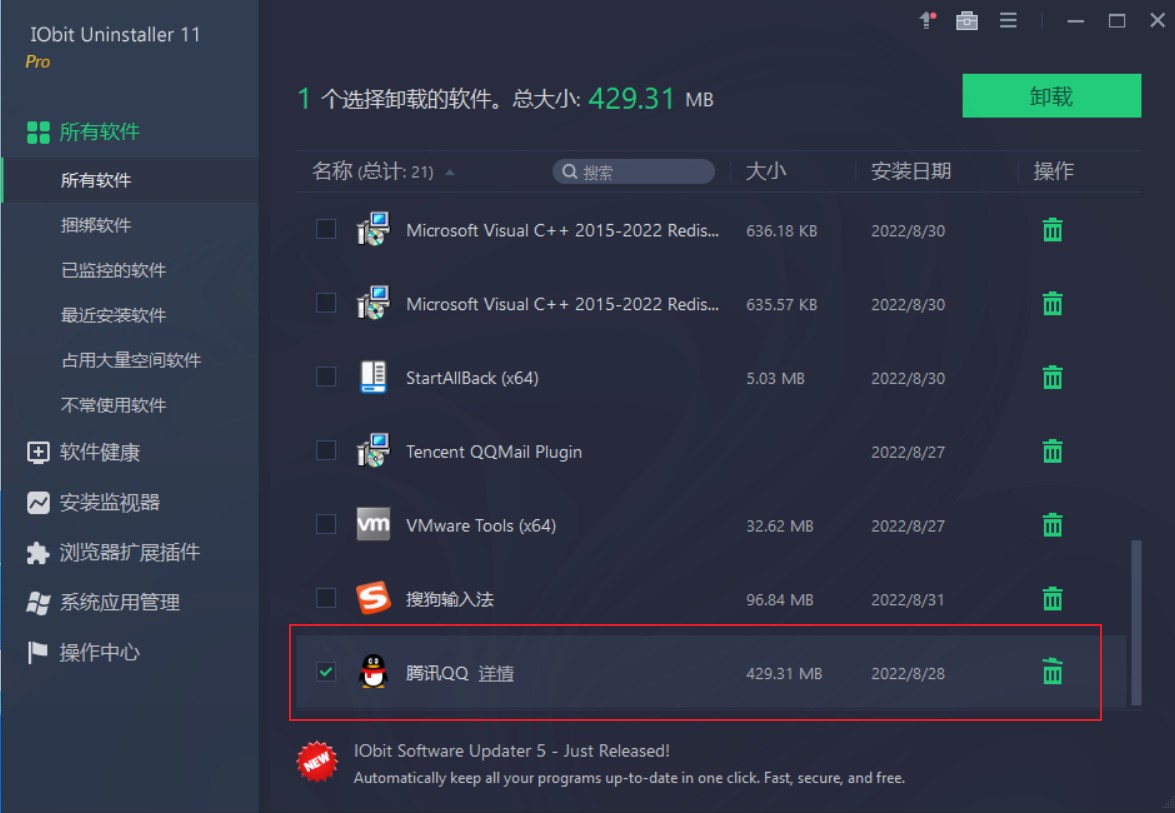 IObit Uninstaller 11
Pro
所有软件
所有软件
捆绑软件
已监控的软件
最近安装软件
占用大量空间软件
不常使用软件
软件健康
安装监视器
浏览器扩展插件
系统应用管理
操作中心
1 个选择卸载的软件。总大小: 429.31 MB
卸载
名称 (总计: 21) 搜索 大小 安装日期 操作
Microsoft Visual C++ 2015-2022 Redis... 636.18 KB 2022/8/30
Microsoft Visual C++ 2015-2022 Redis... 635.57 KB 2022/8/30
StartAllBack (x64) 5.03 MB 2022/8/30
Tencent QQMail Plugin 2022/8/27
vm VMware Tools (x64) 32.62 MB 2022/8/27
搜狗输入法 96.84 MB 2022/8/31
腾讯QQ 详情 429.31 MB 2022/8/28
NEW
IObit Software Updater 5 - Just Released!
Automatically keep all your programs up-to-date in one click. Fast, secure, and free.